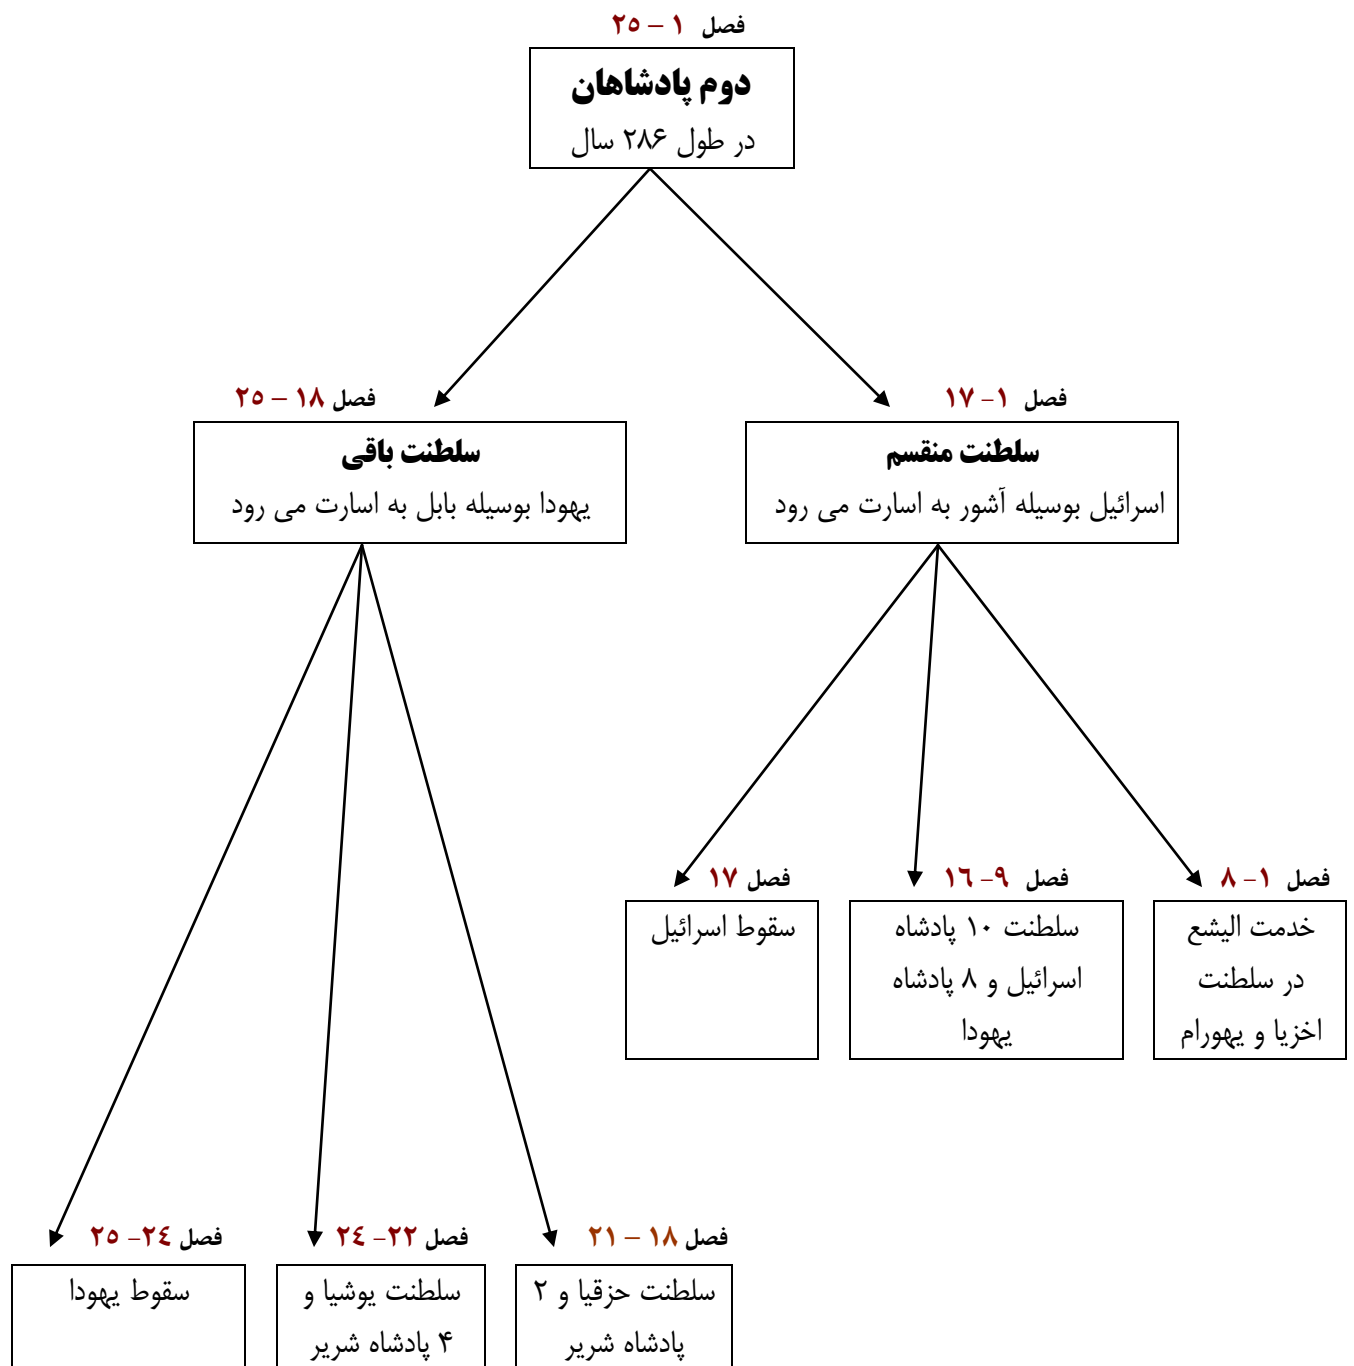 فصل ۱ – ۲۵
دوم پادشاهان
در طول ۲۸۶ سال
فصل ۱- ۱۷
سلطنت منقسم
اسرائیل بوسیله آشور به اسارت می رود
فصل ۱۸ – ۲۵
سلطنت باقی
یهودا بوسیله بابل به اسارت می رود
فصل ۱- ۸
خدمت الیشع
در سلطنت
اخزیا و یهورام
فصل ۹- ١٦
سلطنت ۱۰ پادشاه
اسرائیل و ۸ پادشاه
یهودا
فصل ۱۷
سقوط اسرائیل
فصل ۱۸ – ۲۱
سلطنت حزقیا و ۲
پادشاه شریر
فصل ۲۲- ٢٤
سلطنت یوشیا و
۴ پادشاه شریر
فصل ٢٤- ۲۵
سقوط یهودا